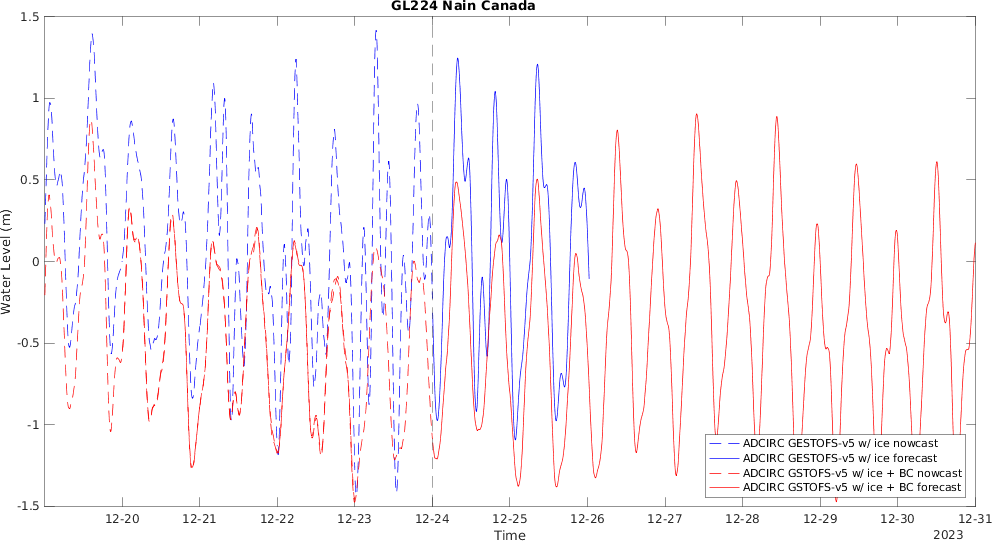 GL224 Nain Canada
Water Level (m)
1.5
1
0.5
0
-0.5
-1
-1.5
12-20
12-21
12-22
12-23
12-24
12-25
12-26
12-27
12-28
12-29
12-30
12-31
Time
2023
ADCIRC GESTOFS-v5 w/ ice nowcast
ADCIRC GESTOFS-v5 w/ ice forecast
ADCIRC GSTOFS-v5 w/ ice + BC nowcast
ADCIRC GSTOFS-v5 w/ ice + BC forecast